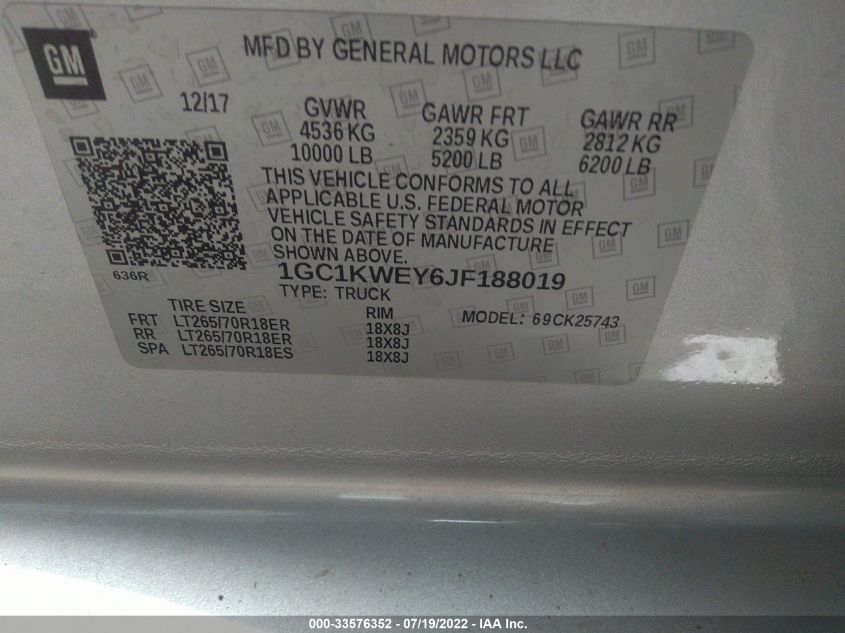 GM
MFD BY GENERAL MOTORS LLC
12/17
GVWR GAWR FRT GAWR RR
4536 KG 2359 KG 2812 KG
10000 LB 5200 LB 6200 LB
THIS VEHICLE CONFORMS TO ALL
APPLICABLE U.S. FEDERAL MOTOR
VEHICLE SAFETY STANDARDS IN EFFECT
ON THE DATE OF MANUFACTURE
SHOWN ABOVE.
636R
1GC1KWEY6JF188019
TYPE: TRUCK
TIRE SIZE RIM
MODEL: 69CK25743
FRT LT265/70R18ER 18X8J
RR LT265/70R18ER 18X8J
SPA LT265/70R18ES 18X8J
000-33576352 - 07/19/2022 - IAA Inc.